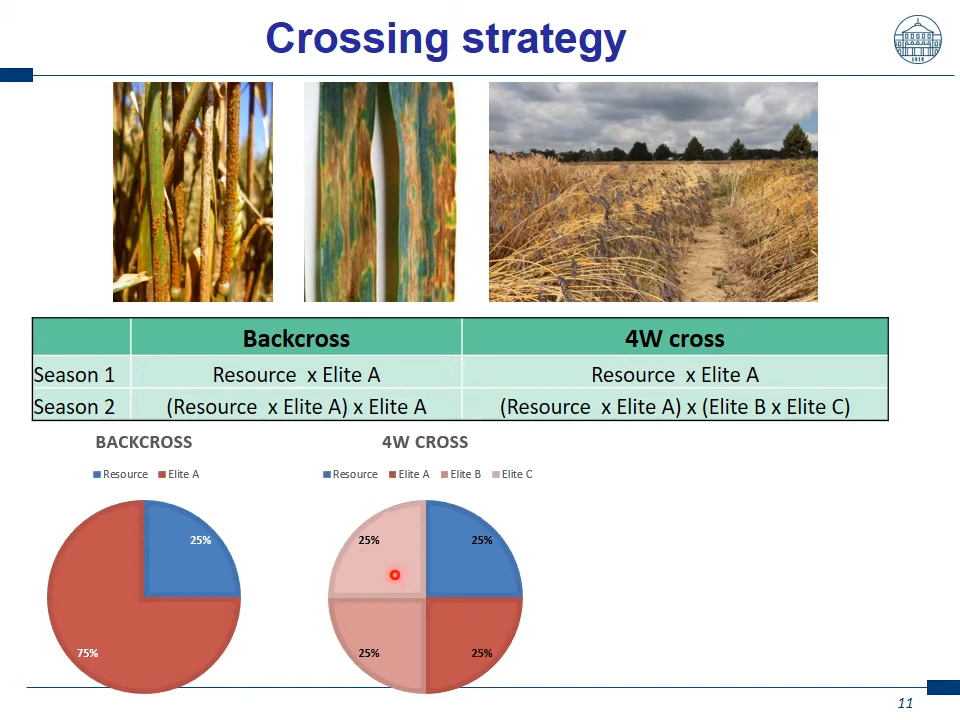 Crossing strategy
1818
Backcross 4W cross
Season 1 Resource x Elite A Resource x Elite A
Season 2 (Resource x Elite A) x Elite A (Resource x Elite A) x (Elite B x Elite C)
BACKCROSS
Resource Elite A
25%
75%
4W CROSS
Resource Elite A Elite B Elite C
25% 25%
25% 25%
11